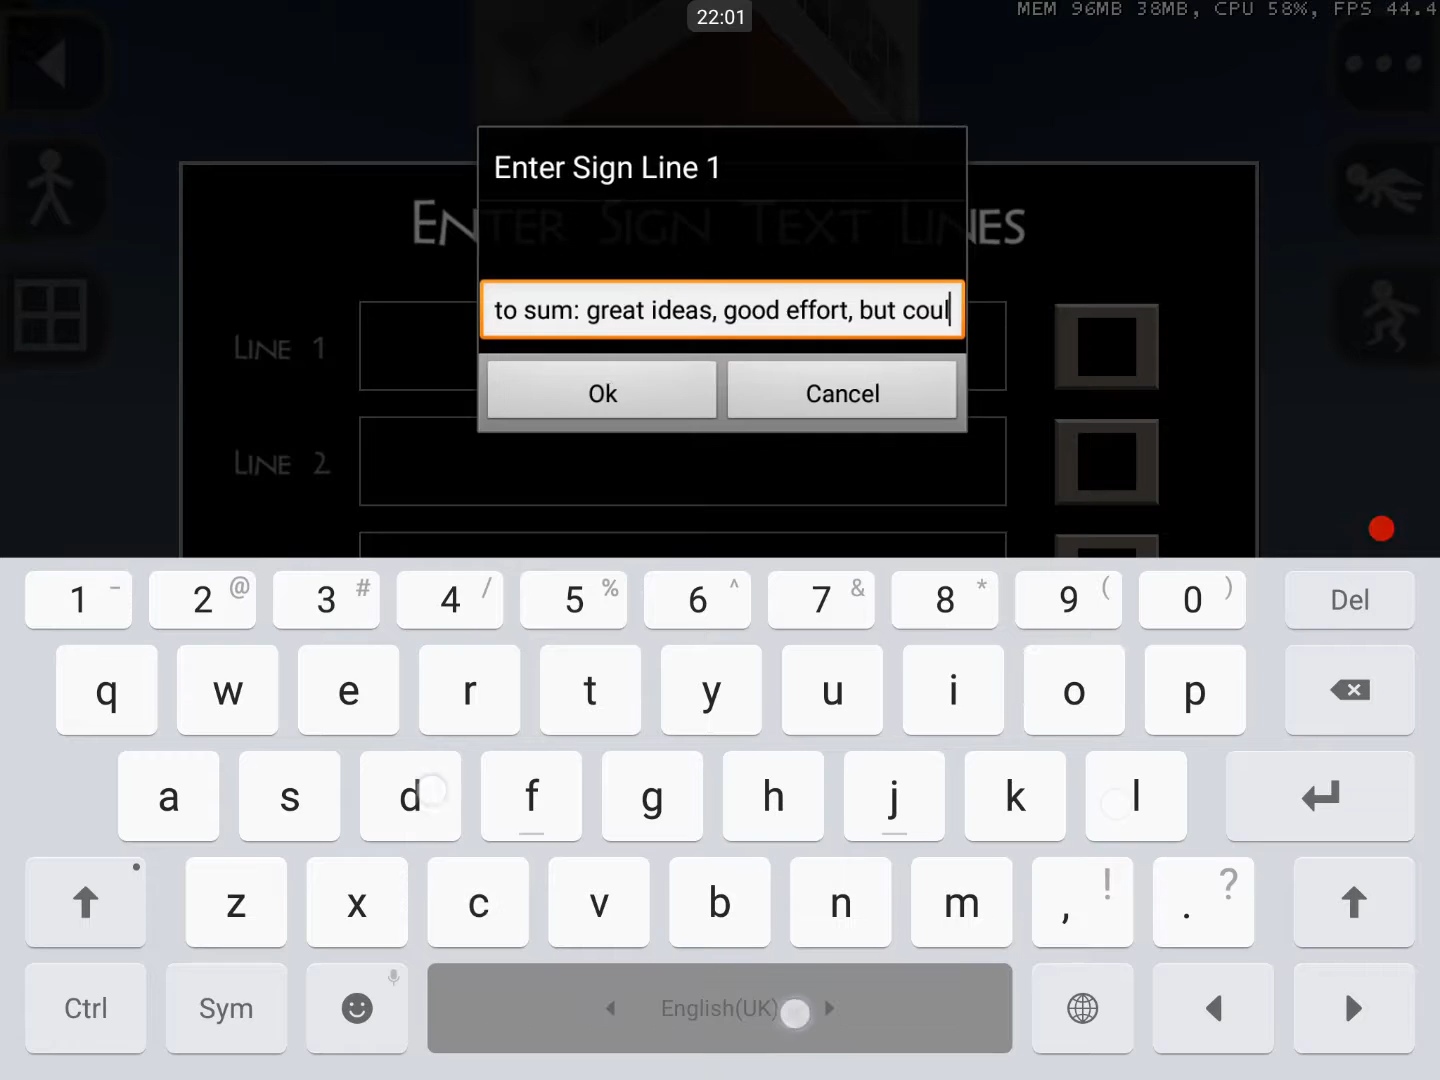 22:01
MEM 96MB 38MB, CPU 58%, FPS 44.4
Enter Sign Line 1
Enter Sign Text Lines
to sum: great ideas, good effort, but coul
Ok
Cancel
Line 1
Line 2
1 - 2 @ 3 # 4 / 5 % 6 ^ 7 & 8 * 9 ( 0 ) Del
q w e r t y u i o p
a s d f g h j k l
z x c v b n m , ! . ?
Ctrl Sym English(UK)